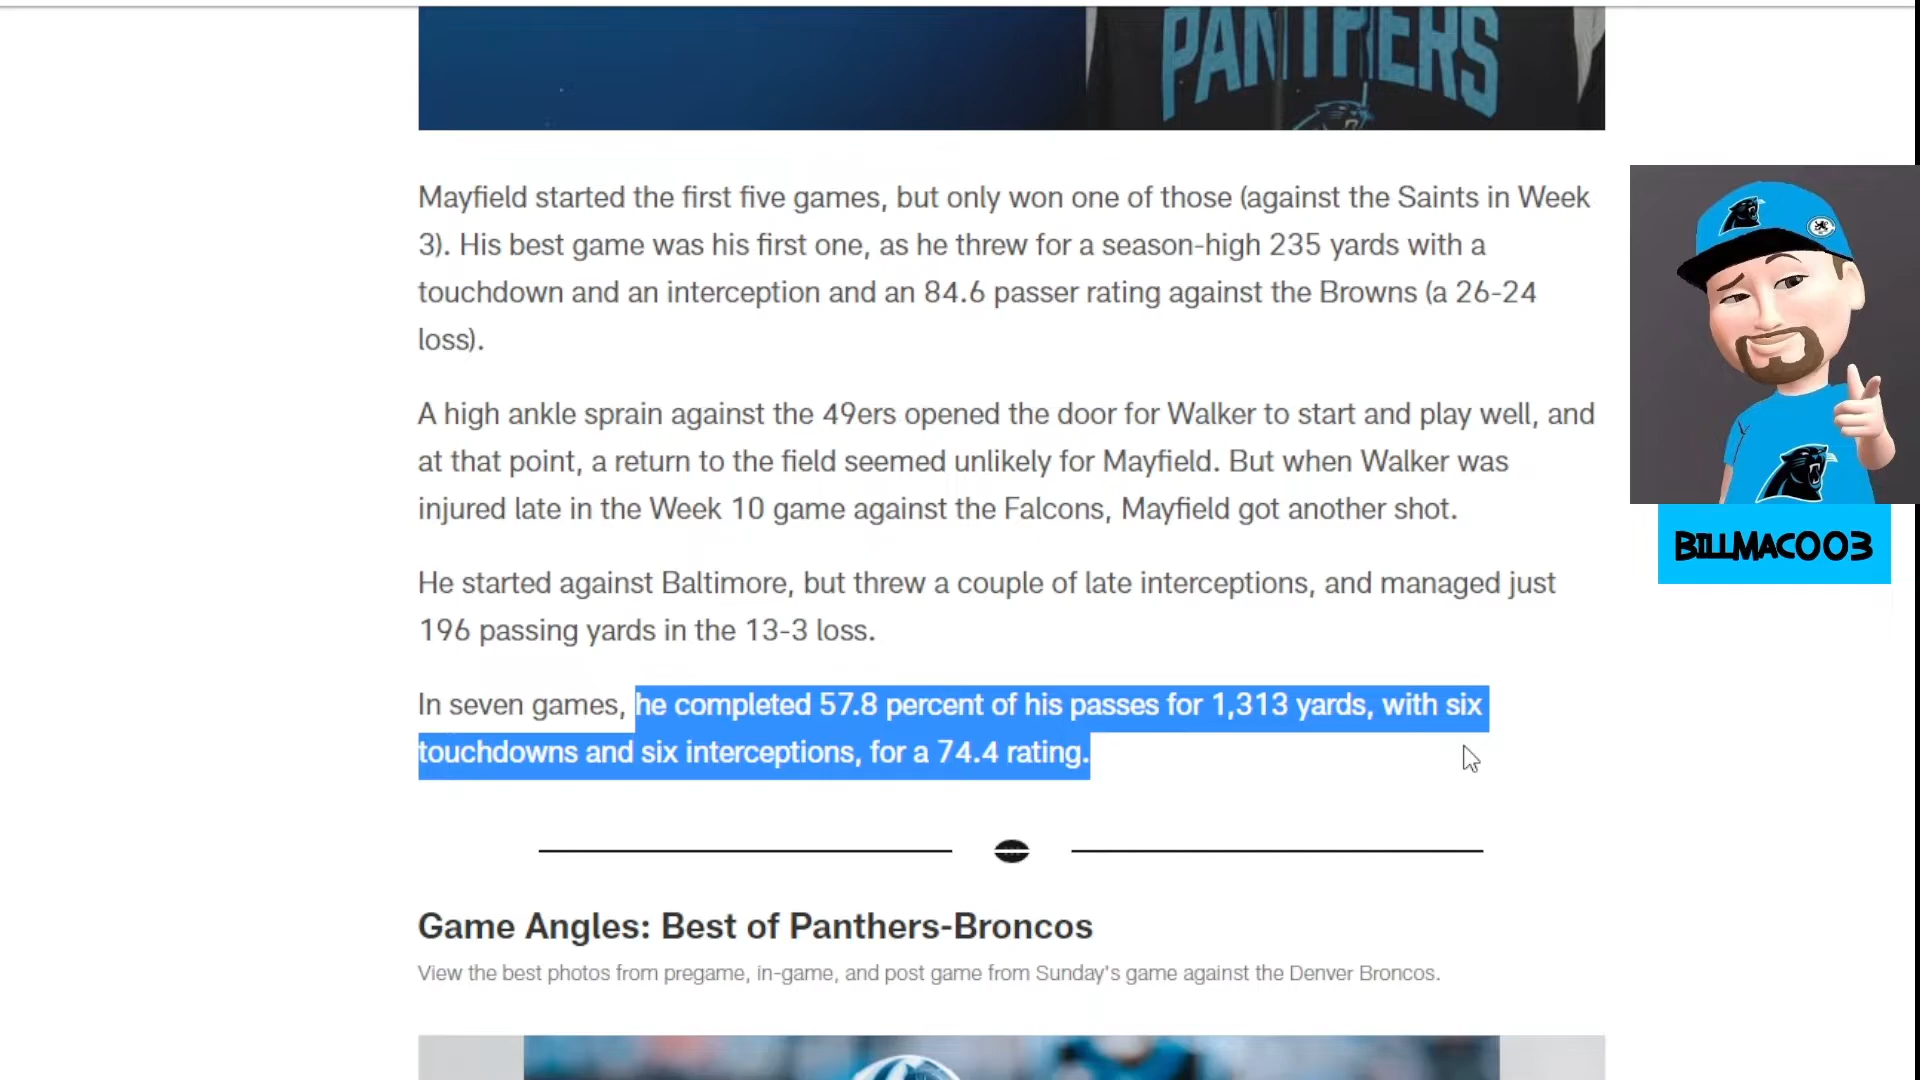 PANTHERS
Mayfield started the first five games, but only won one of those (against the Saints in Week
3). His best game was his first one, as he threw for a season-high 235 yards with a
touchdown and an interception and an 84.6 passer rating against the Browns (a 26-24
loss).
A high ankle sprain against the 49ers opened the door for Walker to start and play well, and
at that point, a return to the field seemed unlikely for Mayfield. But when Walker was
injured late in the Week 10 game against the Falcons, Mayfield got another shot.
BILLMAC003
He started against Baltimore, but threw a couple of late interceptions, and managed just
196 passing yards in the 13-3 loss.
In seven games, he completed 57.8 percent of his passes for 1,313 yards, with six
touchdowns and six interceptions, for a 74.4 rating.
Game Angles: Best of Panthers-Broncos
View the best photos from pregame, in-game, and post game from Sunday's game against the Denver Broncos.